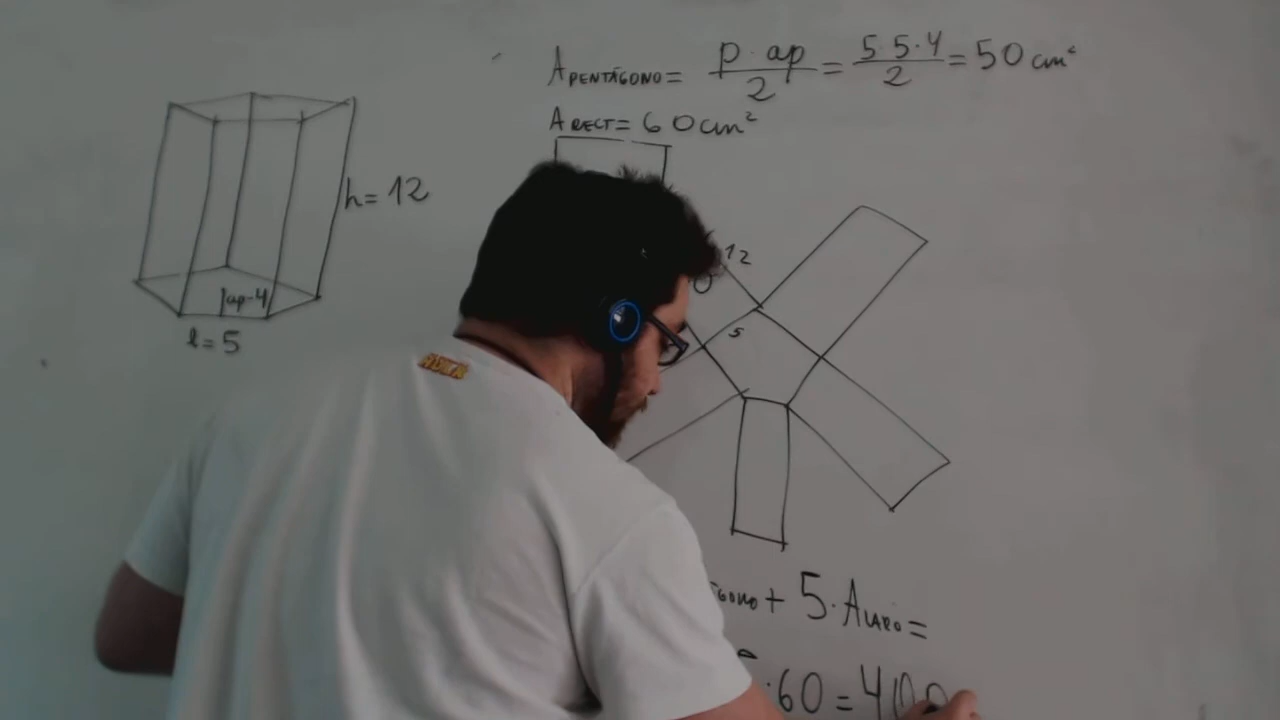 A PENTÁGONO = p · ap / 2 = 5·5·4 / 2 = 50 cm²
A RECT = 60 cm²
h = 12
12
5
ap-4
l = 5
+ 5·A LADO =
·60 = 400